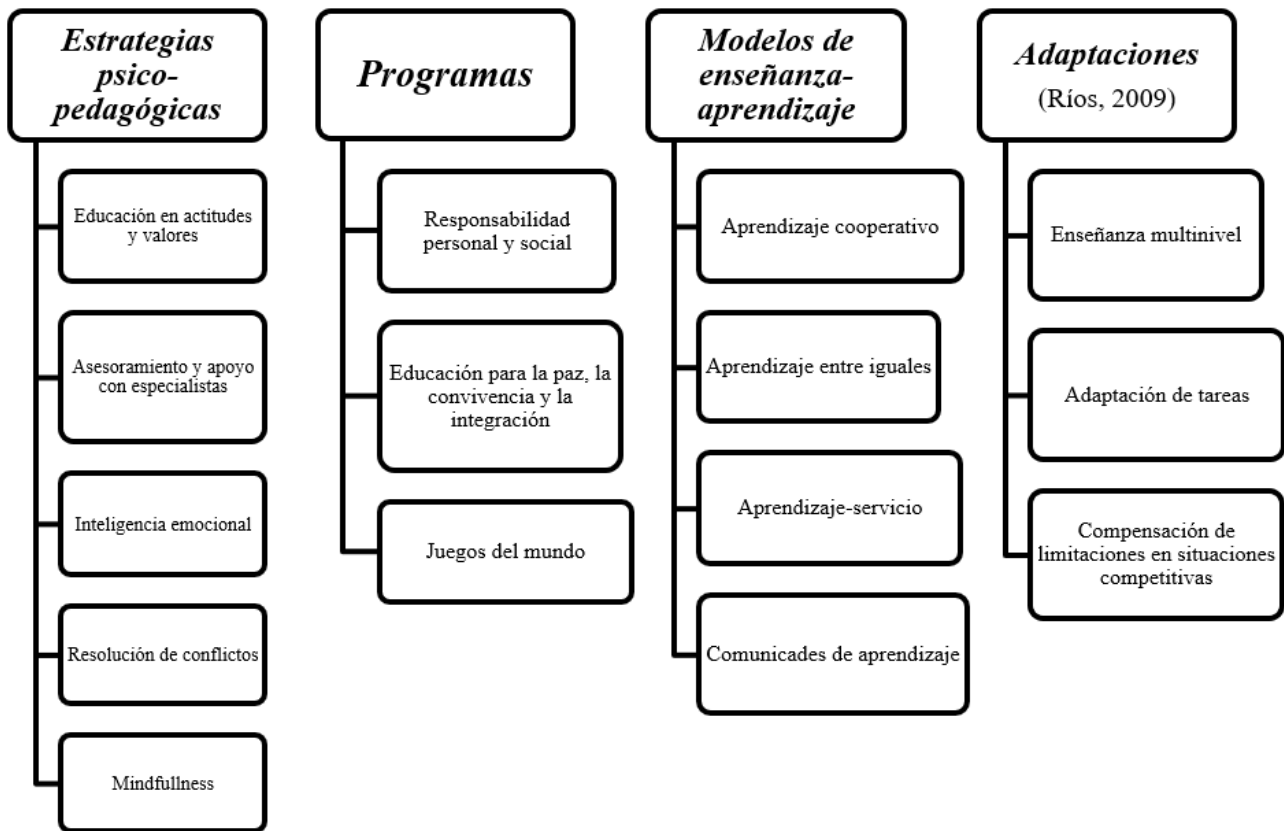 Estrategias
psico-
pedagógicas
Educación en actitudes
y valores
Asesoramiento y apoyo
con especialistas
Inteligencia emocional
Resolución de conflictos
Mindfullness
Programas
Responsabilidad
personal y social
Educación para la paz, la
convivencia y la
integración
Juegos del mundo
Modelos de
enseñanza-
aprendizaje
Aprendizaje cooperativo
Aprendizaje entre iguales
Aprendizaje-servicio
Comunicades de aprendizaje
Adaptaciones
(Ríos, 2009)
Enseñanza multinivel
Adaptación de tareas
Compensación de
limitaciones en situaciones
competitivas